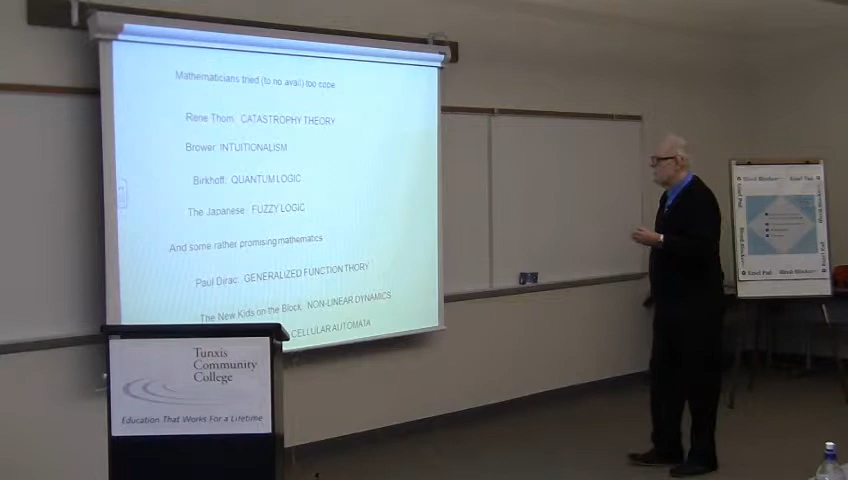 Mathematicians tried (to no avail) too cope
Rene Thom: CATASTROPHY THEORY
Brower: INTUITIONALISM
Birkhoff: QUANTUM LOGIC
The Japanese: FUZZY LOGIC
And some rather promising mathematics
Paul Dirac: GENERALIZED FUNCTION THORY
The New Kids on the Block: NON-LINEAR DYNAMICS
CELLULAR AUTOMATA
Tunxis
Community
College
Education That Works For a Lifetime
Easel Pad